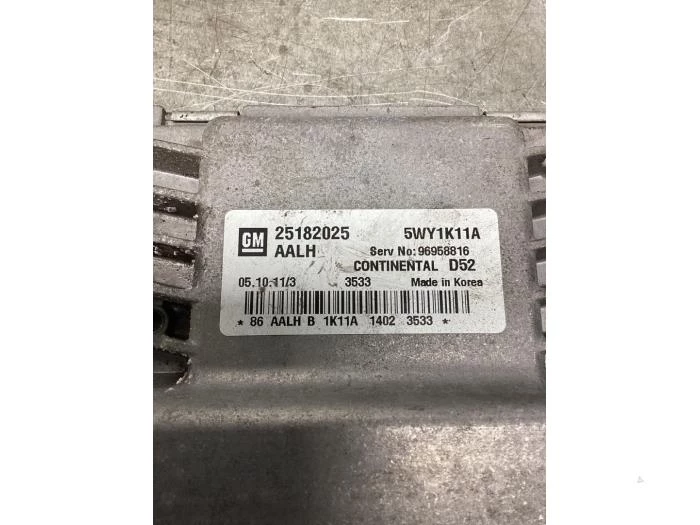 GM 25182025 5WY1K11A
AALH Serv No: 96958816
CONTINENTAL D52
05.10.11/3 3533 Made in Korea
* 86 AALH B 1K11A 1402 3533 *